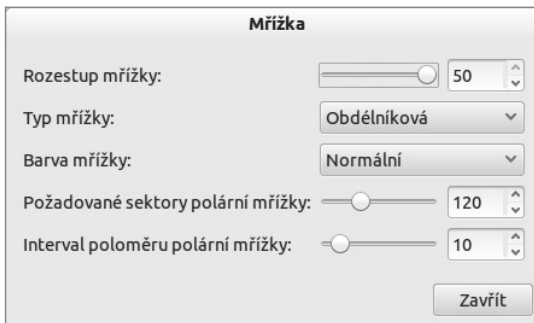 Mřížka
Rozestup mřížky: 50
Typ mřížky: Obdélníková
Barva mřížky: Normální
Požadované sektory polární mřížky: 120
Interval poloměru polární mřížky: 10
Zavřít